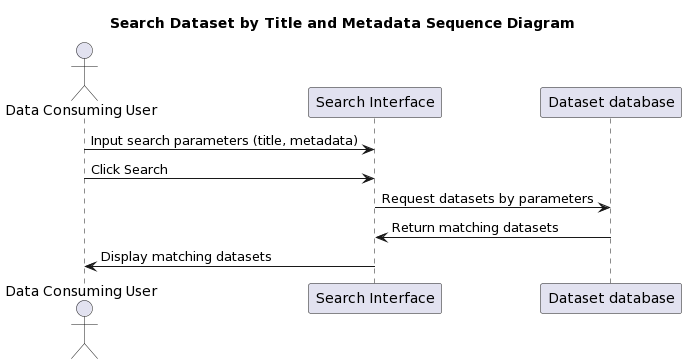 Search Dataset by Title and Metadata Sequence Diagram
Data Consuming User
Search Interface
Dataset database
Input search parameters (title, metadata)
Click Search
Request datasets by parameters
Return matching datasets
Display matching datasets
Data Consuming User
Search Interface
Dataset database